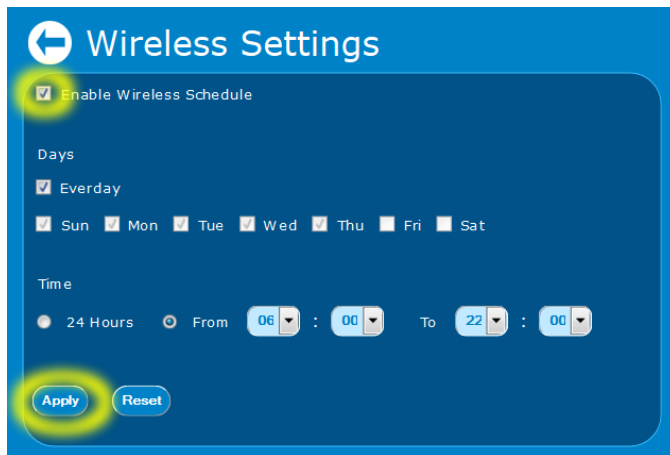 Wireless Settings
Enable Wireless Schedule
Days
Everday
Sun Mon Tue Wed Thu Fri Sat
Time
24 Hours From 06 : 00 To 22 : 00
Apply Reset